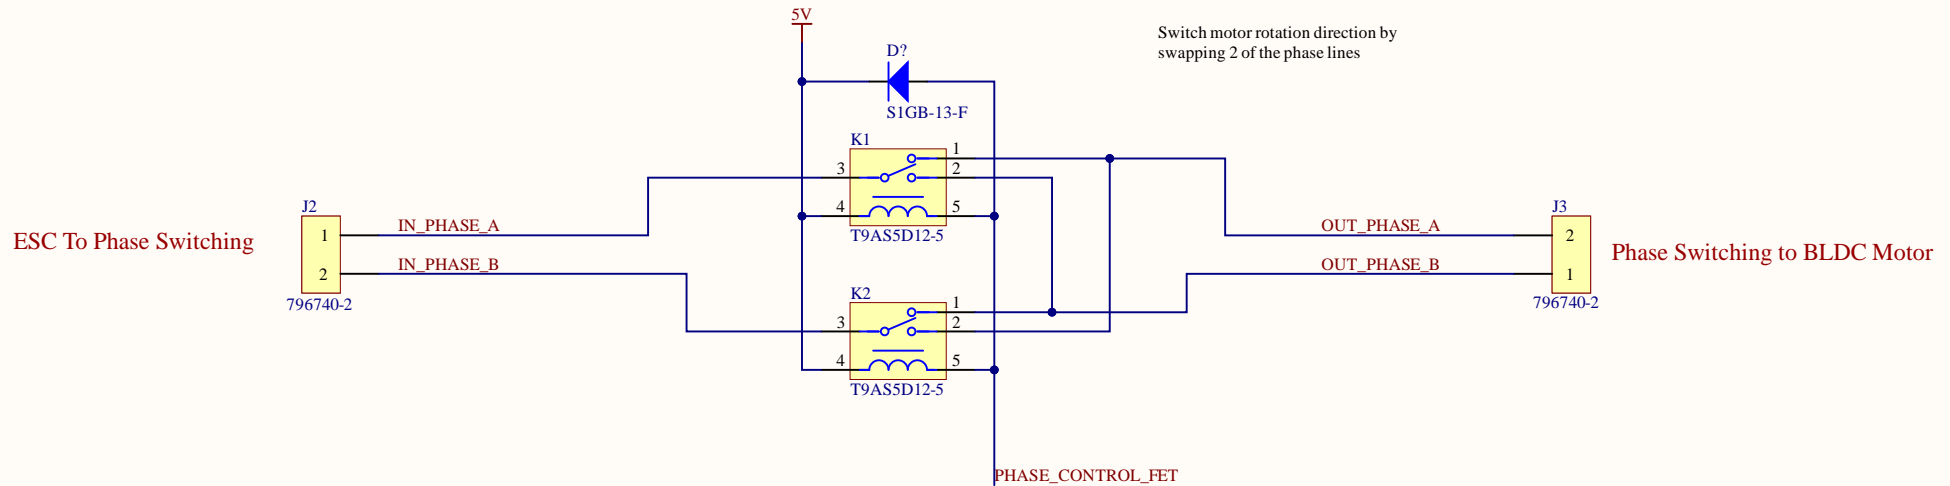 5V
Switch motor rotation direction by
swapping 2 of the phase lines
D?
S1GB-13-F
K1
1
3
2
4
5
T9AS5D12-5
J2
J3
ESC To Phase Switching
1
IN_PHASE_A
OUT_PHASE_A
2
Phase Switching to BLDC Motor
2
IN_PHASE_B
OUT_PHASE_B
1
796740-2
796740-2
K2
1
3
2
4
5
T9AS5D12-5
PHASE_CONTROL_FET